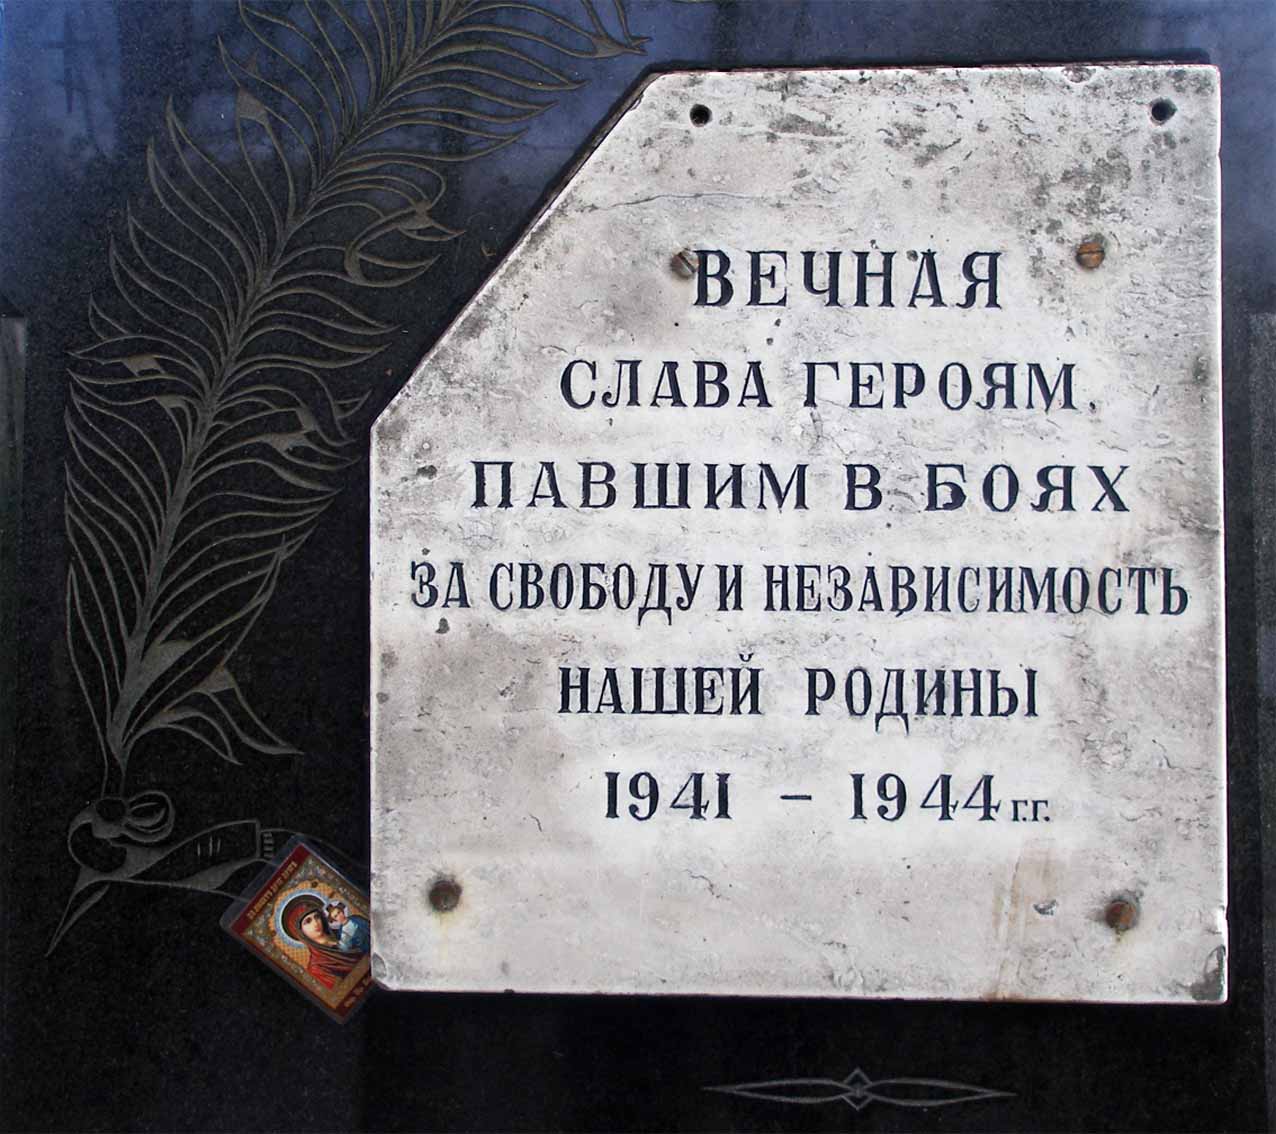 ВЕЧНАЯ
СЛАВА ГЕРОЯМ,
ПАВШИМ В БОЯХ
ЗА СВОБОДУ И НЕЗАВИСИМОСТЬ
НАШЕЙ РОДИНЫ
1941 – 1944 г.г.